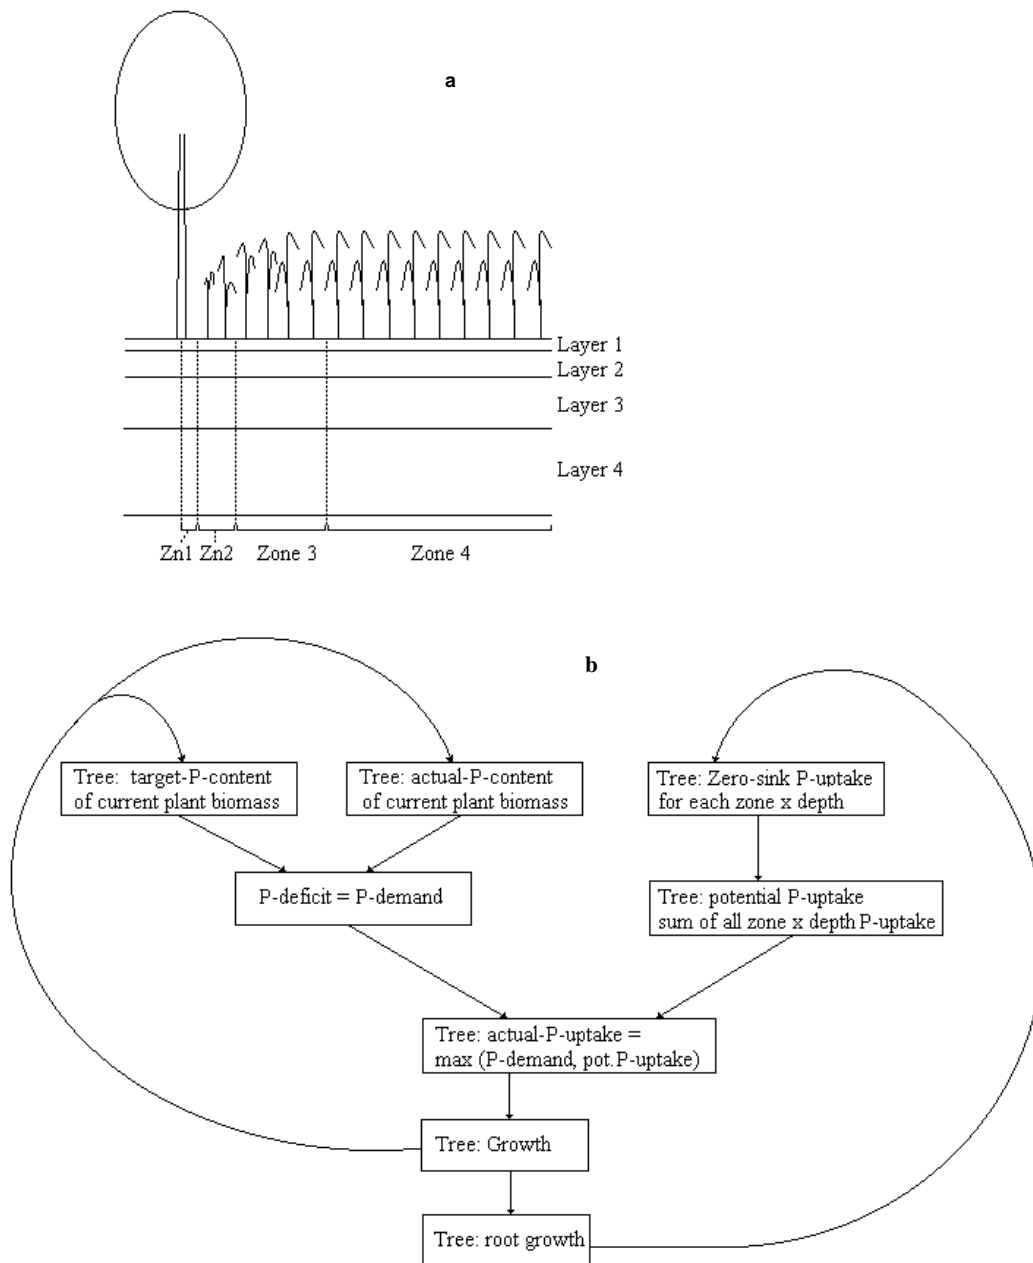 a
Layer 1
Layer 2
Layer 3
Layer 4
Zn1 Zn2 Zone 3 Zone 4
b
Tree: target-P-content
of current plant biomass
Tree: actual-P-content
of current plant biomass
Tree: Zero-sink P-uptake
for each zone x depth
P-deficit = P-demand
Tree: potential P-uptake
sum of all zone x depth P-uptake
Tree: actual-P-uptake =
max (P-demand, pot.P-uptake)
Tree: Growth
Tree: root growth